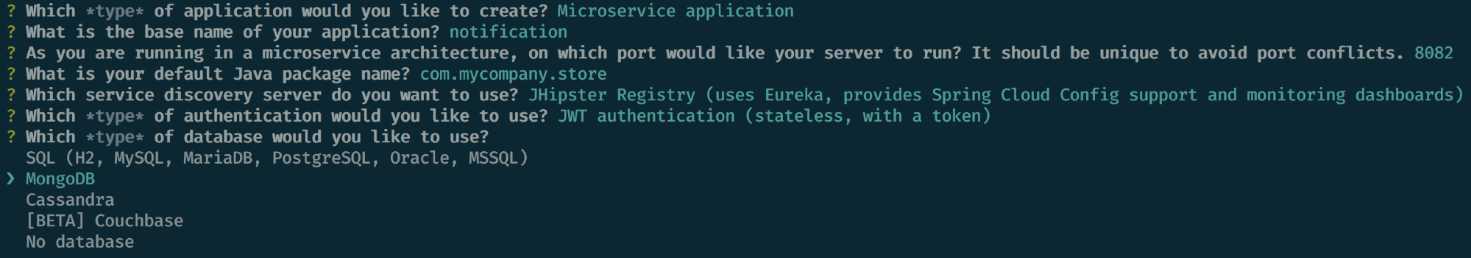 ? Which *type* of application would you like to create? Microservice application
? What is the base name of your application? notification
? As you are running in a microservice architecture, on which port would like your server to run? It should be unique to avoid port conflicts. 8082
? What is your default Java package name? com.mycompany.store
? Which service discovery server do you want to use? JHipster Registry (uses Eureka, provides Spring Cloud Config support and monitoring dashboards)
? Which *type* of authentication would you like to use? JWT authentication (stateless, with a token)
? Which *type* of database would you like to use?
SQL (H2, MySQL, MariaDB, PostgreSQL, Oracle, MSSQL)
❯ MongoDB
Cassandra
[BETA] Couchbase
No database